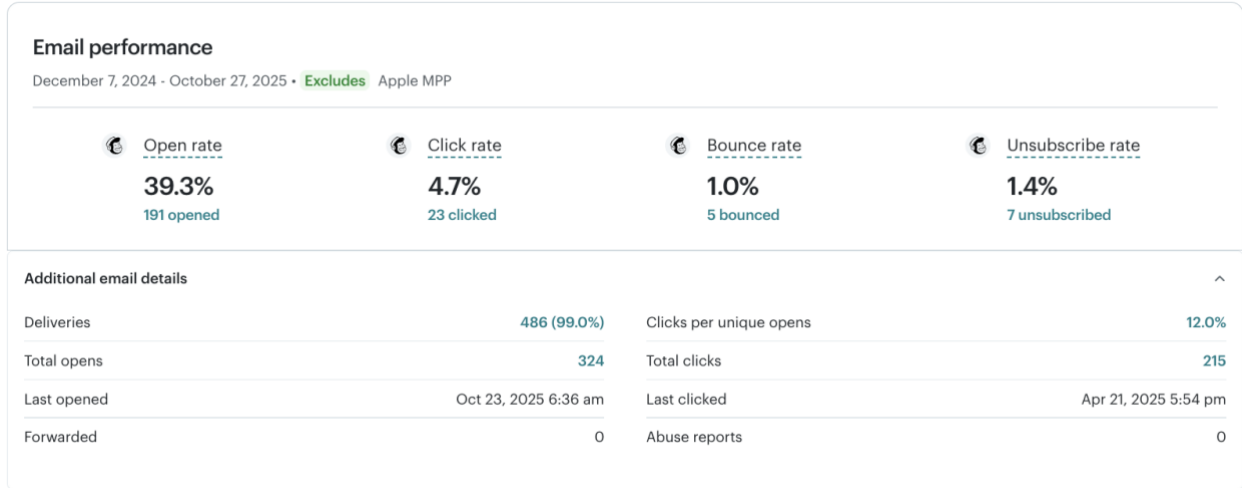 Email performance
December 7, 2024 - October 27, 2025 • Excludes Apple MPP
Open rate
39.3%
191 opened
Click rate
4.7%
23 clicked
Bounce rate
1.0%
5 bounced
Unsubscribe rate
1.4%
7 unsubscribed
Additional email details
Deliveries 486 (99.0%)
Clicks per unique opens 12.0%
Total opens 324
Total clicks 215
Last opened Oct 23, 2025 6:36 am
Last clicked Apr 21, 2025 5:54 pm
Forwarded 0
Abuse reports 0